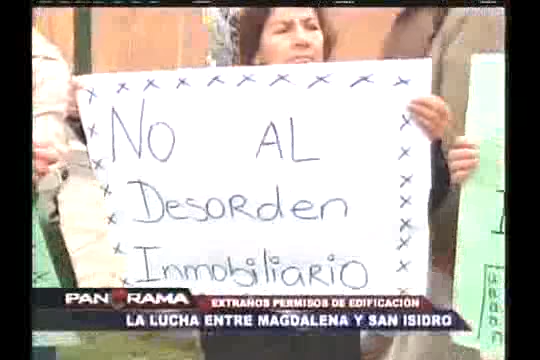 NO AL
Desorden
Inmobiliario
PANORAMA
EXTRAÑOS PERMISOS DE EDIFICACIÓN
LA LUCHA ENTRE MAGDALENA Y SAN ISIDRO